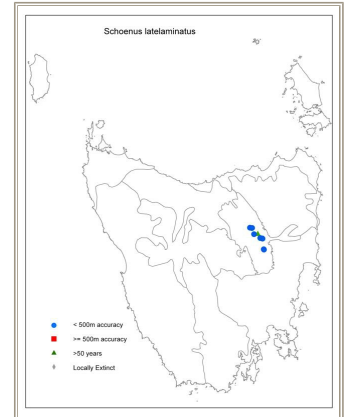 Schoenus latelaminatus
< 500m accuracy
>= 500m accuracy
>50 years
Locally Extinct